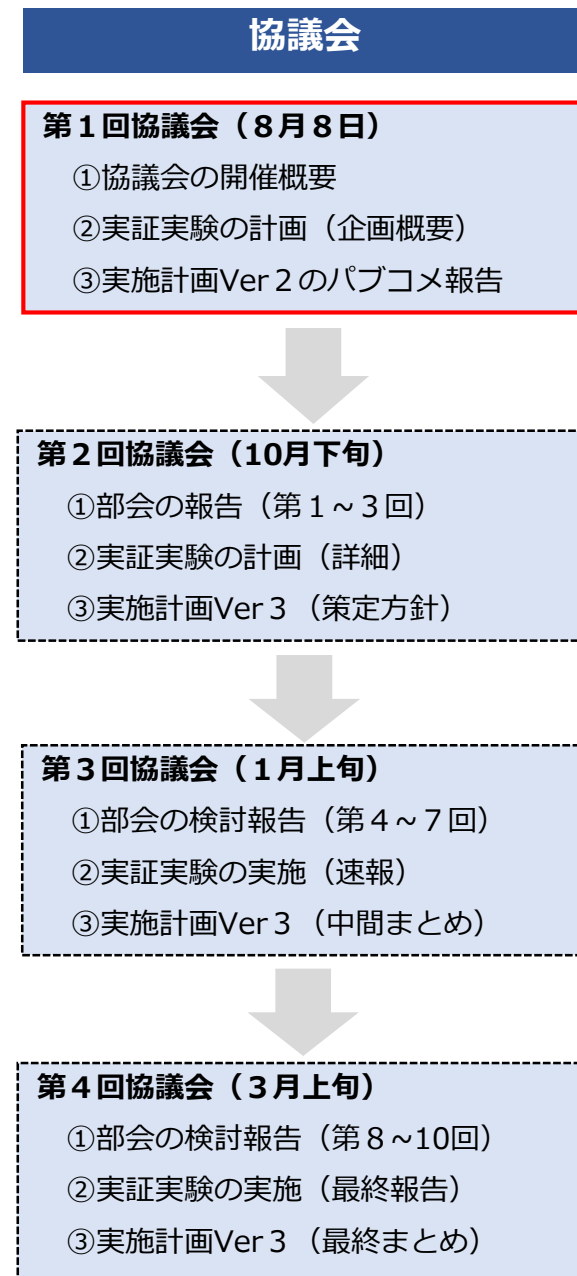 協議会
第１回協議会（８月８日）
①協議会の開催概要
②実証実験の計画（企画概要）
③実施計画Ver２のパブコメ報告
第２回協議会（10月下旬）
①部会の報告（第１~３回）
②実証実験の計画（詳細）
③実施計画Ver３（策定方針）
第３回協議会（１月上旬）
①部会の検討報告（第４~７回）
②実証実験の実施（速報）
③実施計画Ver３（中間まとめ）
第４回協議会（３月上旬）
①部会の検討報告（第８~10回）
②実証実験の実施（最終報告）
③実施計画Ver３（最終まとめ）